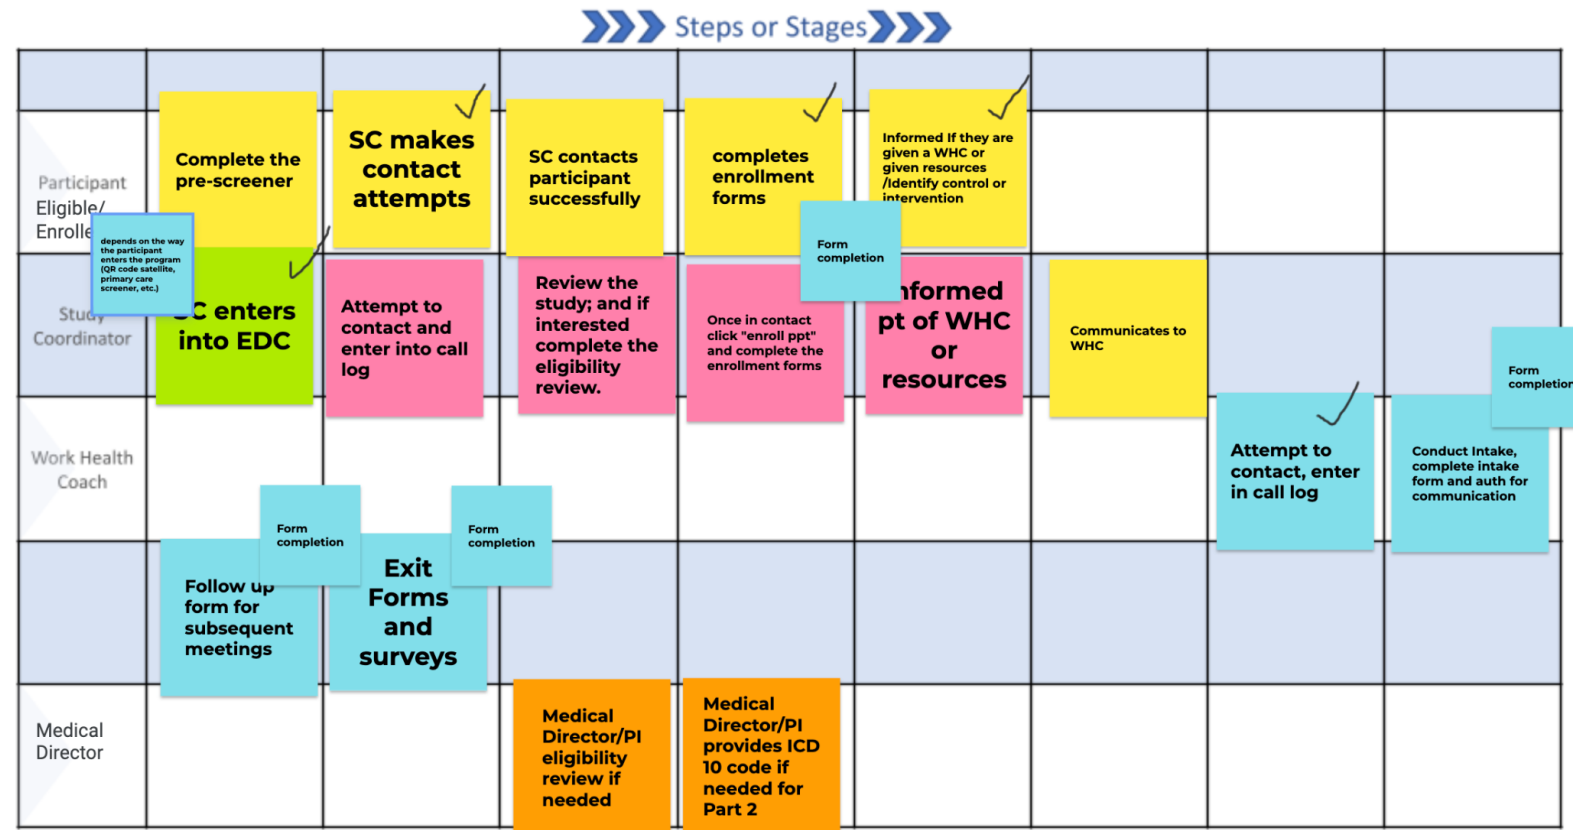 Steps or Stages
Participant
Eligible/
Enrolle
Complete the
pre-screener
SC makes
contact
attempts
SC contacts
participant
successfully
completes
enrollment
forms
Informed If they are
given a WHC or
given resources
/Identify control or
intervention
depends on the way
the participant
enters the program
(QR code satellite,
primary care
screener, etc.)
Form
completion
Study
Coordinator
SC enters
into EDC
Attempt to
contact and
enter into call
log
Review the
study; and if
interested
complete the
eligibility
review.
Once in contact
click "enroll ppt"
and complete the
enrollment forms
Informed
pt of WHC
or
resources
Communicates to
WHC
Form
completion
Work Health
Coach
Attempt to
contact, enter
in call log
Conduct Intake,
complete intake
form and auth for
communication
Form
completion
Form
completion
Follow up
form for
subsequent
meetings
Exit
Forms
and
surveys
Medical
Director
Medical
Director/PI
eligibility
review if
needed
Medical
Director/PI
provides ICD
10 code if
needed for
Part 2